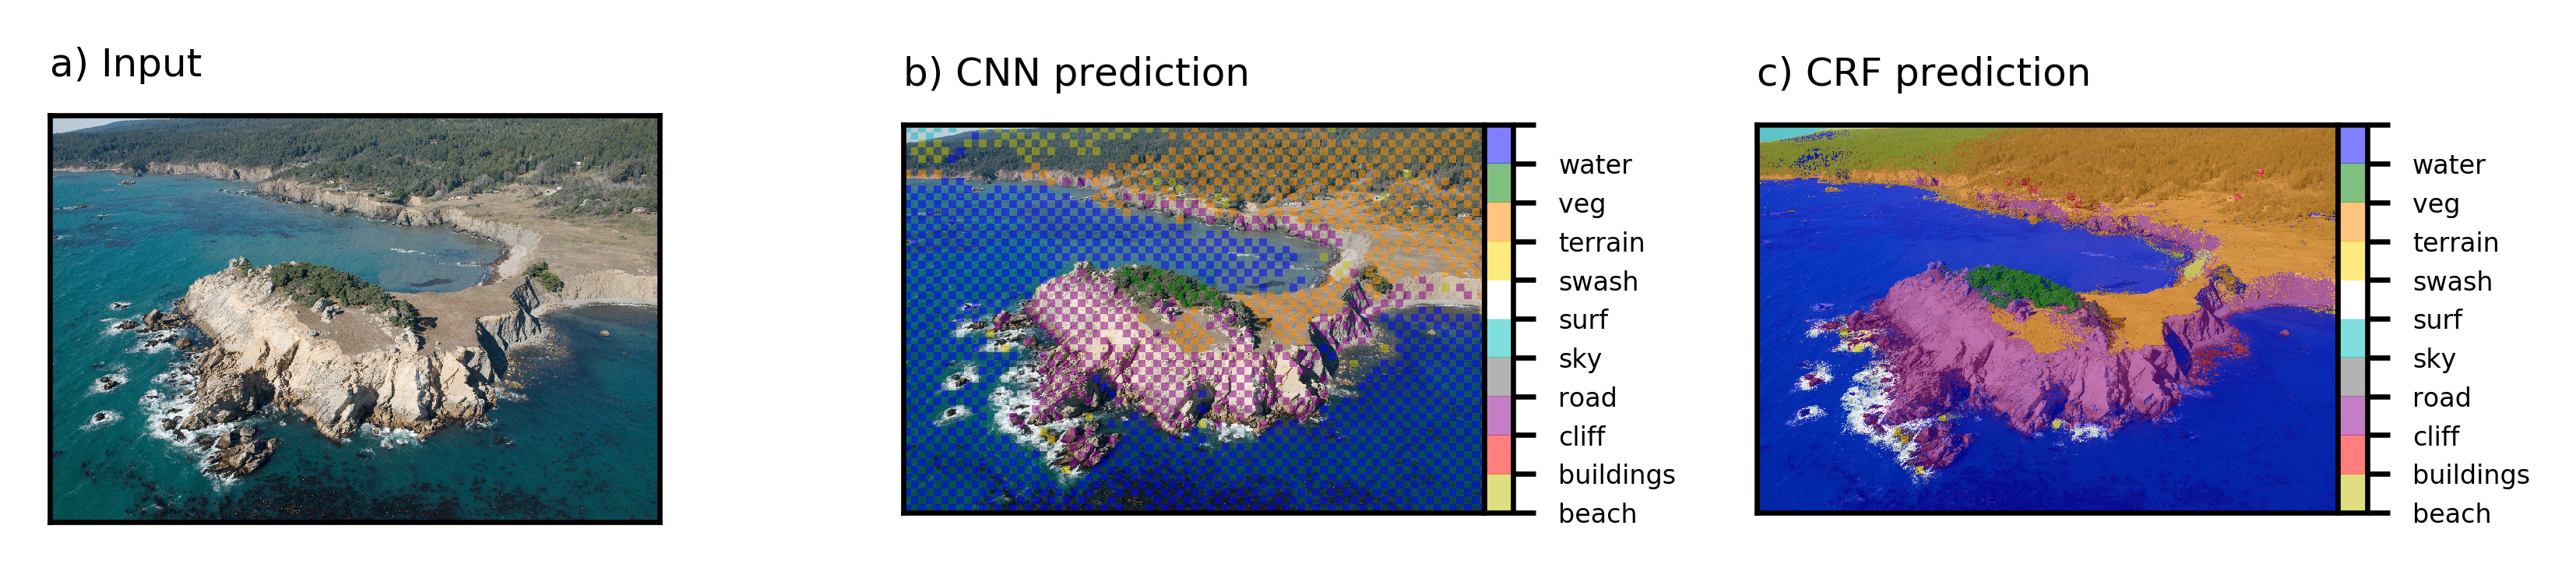 a) Input
b) CNN prediction
water
veg
terrain
swash
surf
sky
road
cliff
buildings
beach
c) CRF prediction
water
veg
terrain
swash
surf
sky
road
cliff
buildings
beach